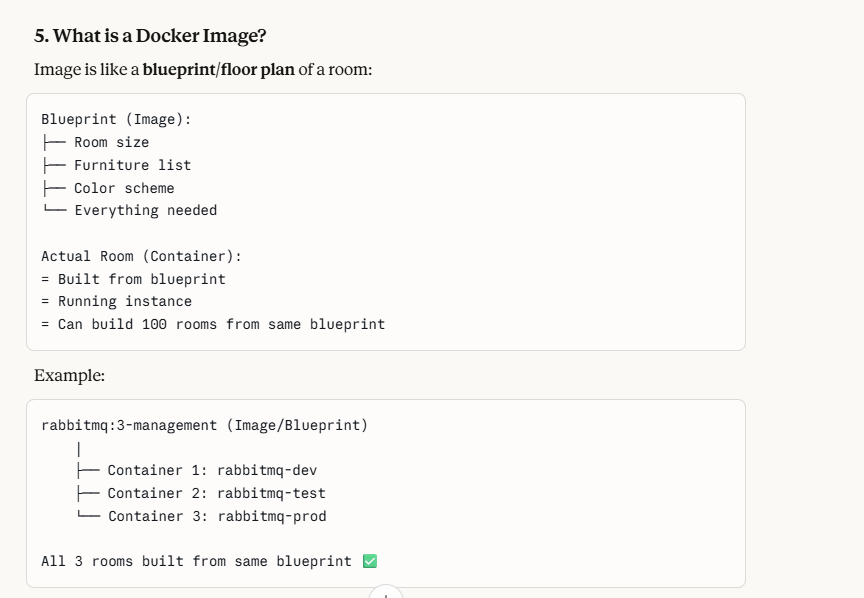 5. What is a Docker Image?
Image is like a blueprint/floor plan of a room:
Blueprint (Image):
├── Room size
├── Furniture list
├── Color scheme
└── Everything needed
Actual Room (Container):
= Built from blueprint
= Running instance
= Can build 100 rooms from same blueprint
Example:
rabbitmq:3-management (Image/Blueprint)
│
├── Container 1: rabbitmq-dev
├── Container 2: rabbitmq-test
└── Container 3: rabbitmq-prod
All 3 rooms built from same blueprint ✅